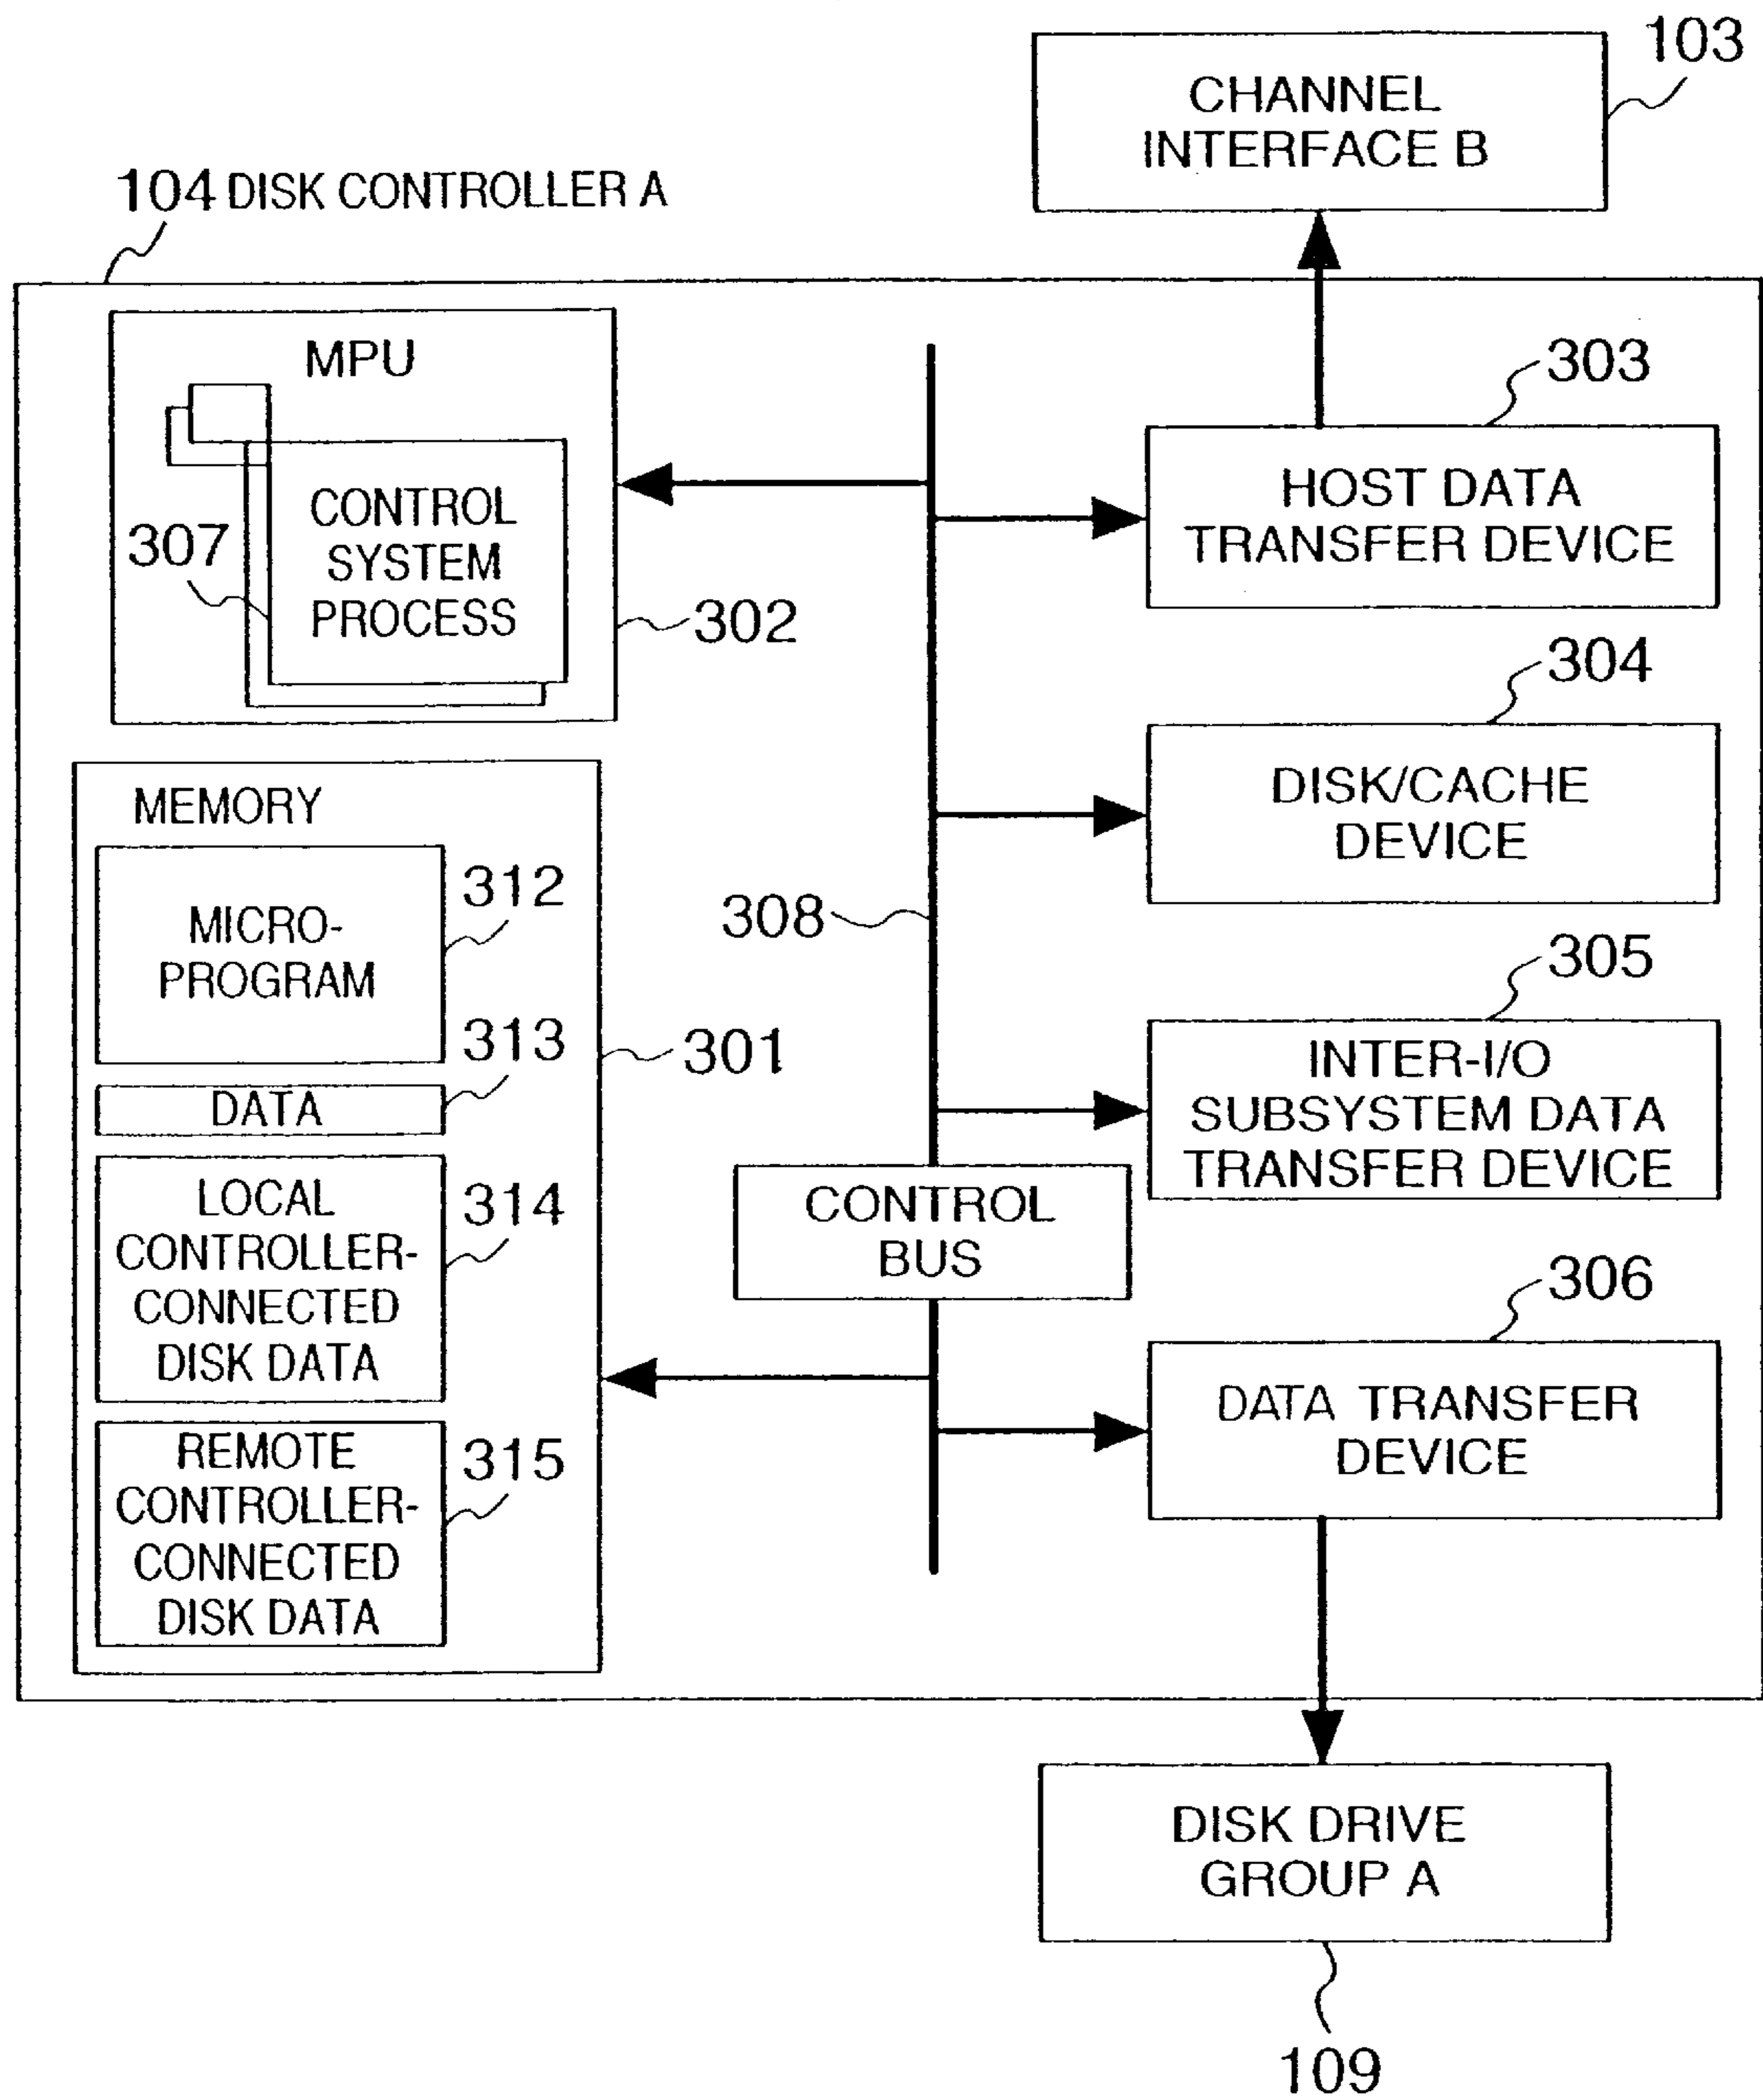 103
CHANNEL
INTERFACE B
104 DISK CONTROLLER A
MPU
307
CONTROL
SYSTEM
PROCESS
302
303
HOST DATA
TRANSFER DEVICE
304
DISK/CACHE
DEVICE
MEMORY
MICRO-
PROGRAM
312
308
313
DATA
301
305
INTER-I/O
SUBSYSTEM DATA
TRANSFER DEVICE
LOCAL
CONTROLLER-
CONNECTED
DISK DATA
314
CONTROL
BUS
306
DATA TRANSFER
DEVICE
REMOTE
CONTROLLER-
CONNECTED
DISK DATA
315
DISK DRIVE
GROUP A
109